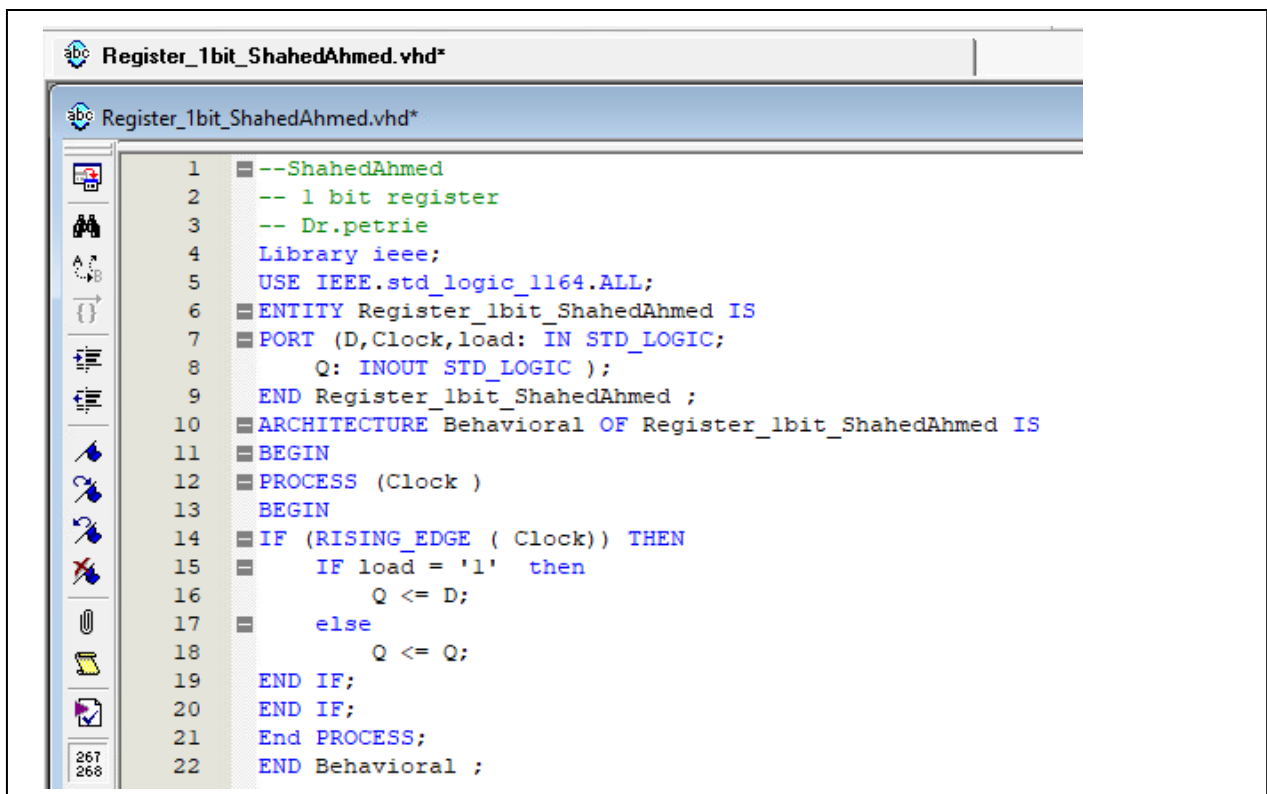 Register_1bit_ShahedAhmed.vhd*
Register_1bit_ShahedAhmed.vhd*
1 --ShahedAhmed
2 -- 1 bit register
3 -- Dr.petrie
4 Library ieee;
5 USE IEEE.std_logic_1164.ALL;
6 ENTITY Register_1bit_ShahedAhmed IS
7 PORT (D,Clock,load: IN STD_LOGIC;
8 Q: INOUT STD_LOGIC );
9 END Register_1bit_ShahedAhmed ;
10 ARCHITECTURE Behavioral OF Register_1bit_ShahedAhmed IS
11 BEGIN
12 PROCESS (Clock )
13 BEGIN
14 IF (RISING_EDGE ( Clock)) THEN
15 IF load = '1'  then
16 Q <= D;
17 else
18 Q <= Q;
19 END IF;
20 END IF;
21 End PROCESS;
22 END Behavioral ;
267
268